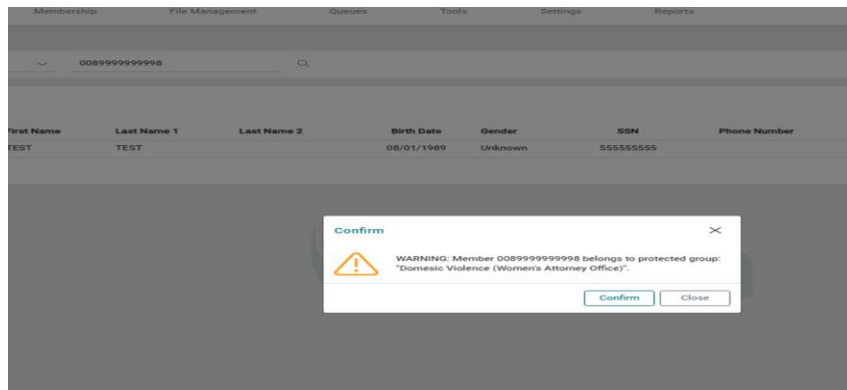 Membership File Management Queues Tools Settings Reports
0089999999998
First Name Last Name 1 Last Name 2 Birth Date Gender SSN Phone Number
TEST TEST 08/01/1989 Unknown 555555555
Confirm
WARNING: Member 0089999999998 belongs to protected group:
"Domesic Violence (Women's Attorney Office)".
Confirm Close